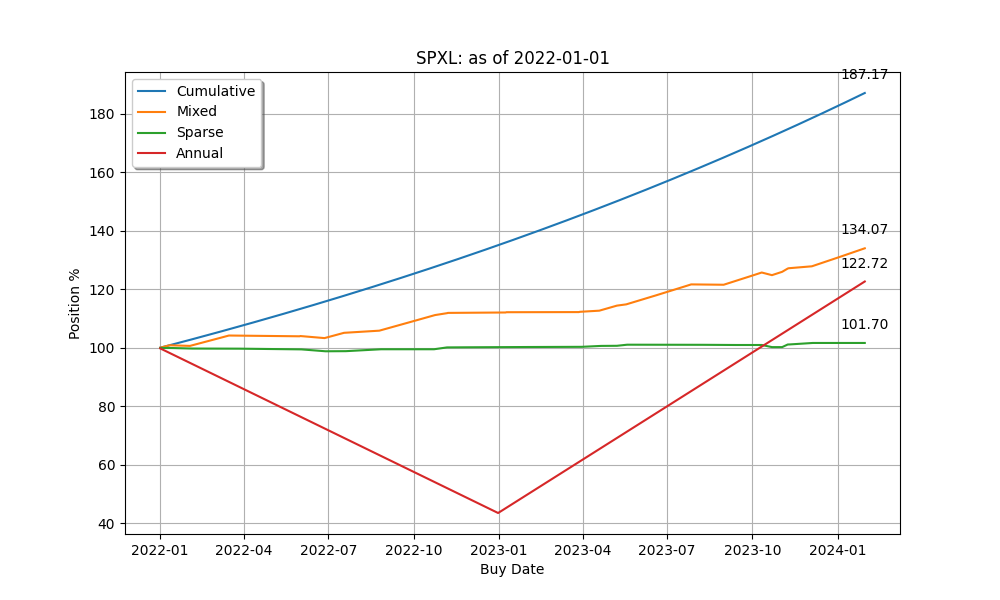 SPXL: as of 2022-01-01
Cumulative
Mixed
Sparse
Annual
187.17
134.07
122.72
101.70
Position %
180
160
140
120
100
80
60
40
2022-01 2022-04 2022-07 2022-10 2023-01 2023-04 2023-07 2023-10 2024-01
Buy Date